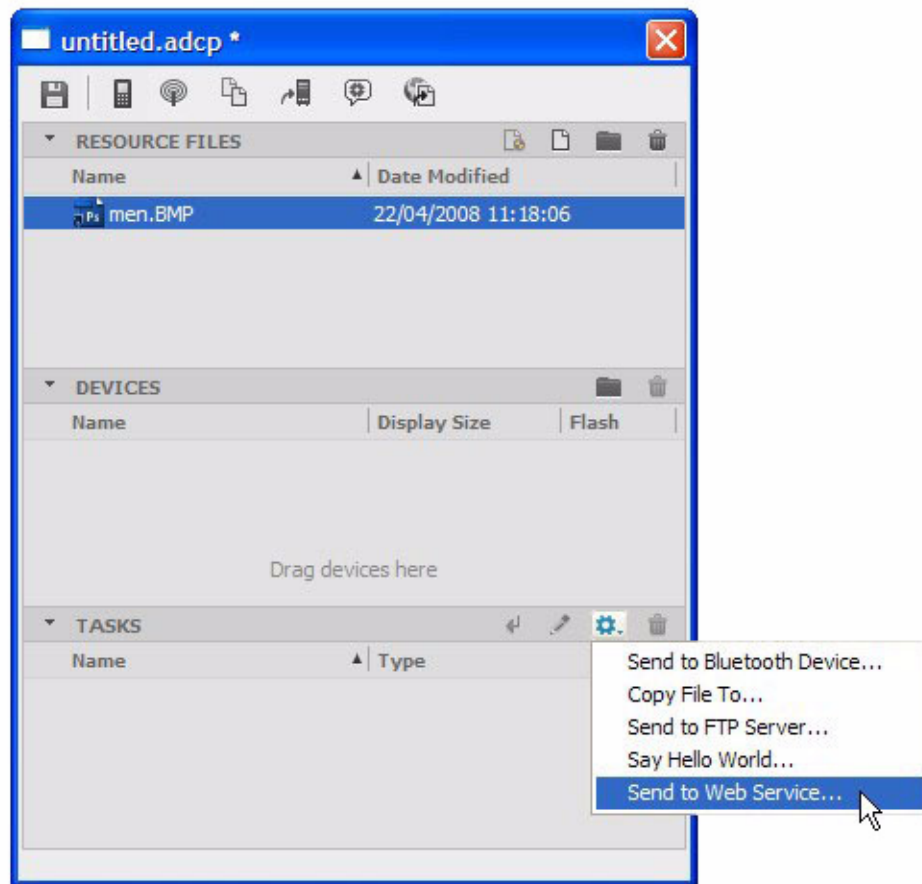 untitled.adcp *
RESOURCE FILES
Name Date Modified
Ps men.BMP 22/04/2008 11:18:06
DEVICES
Name Display Size Flash
Drag devices here
TASKS
Name Type
Send to Bluetooth Device...
Copy File To...
Send to FTP Server...
Say Hello World...
Send to Web Service...